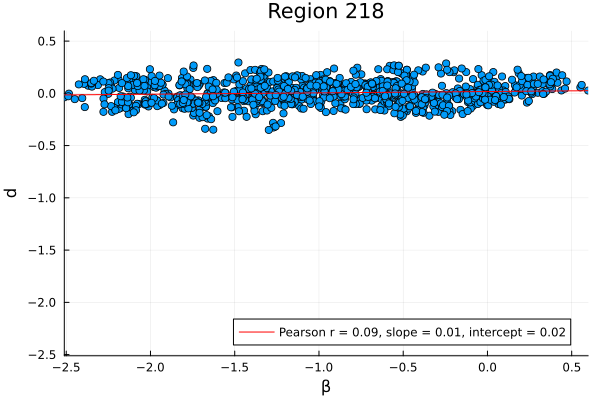 Region 218
0.5
0.0
−0.5
−1.0
−1.5
−2.0
−2.5
d
Pearson r = 0.09, slope = 0.01, intercept = 0.02
−2.5 −2.0 −1.5 −1.0 −0.5 0.0 0.5
β